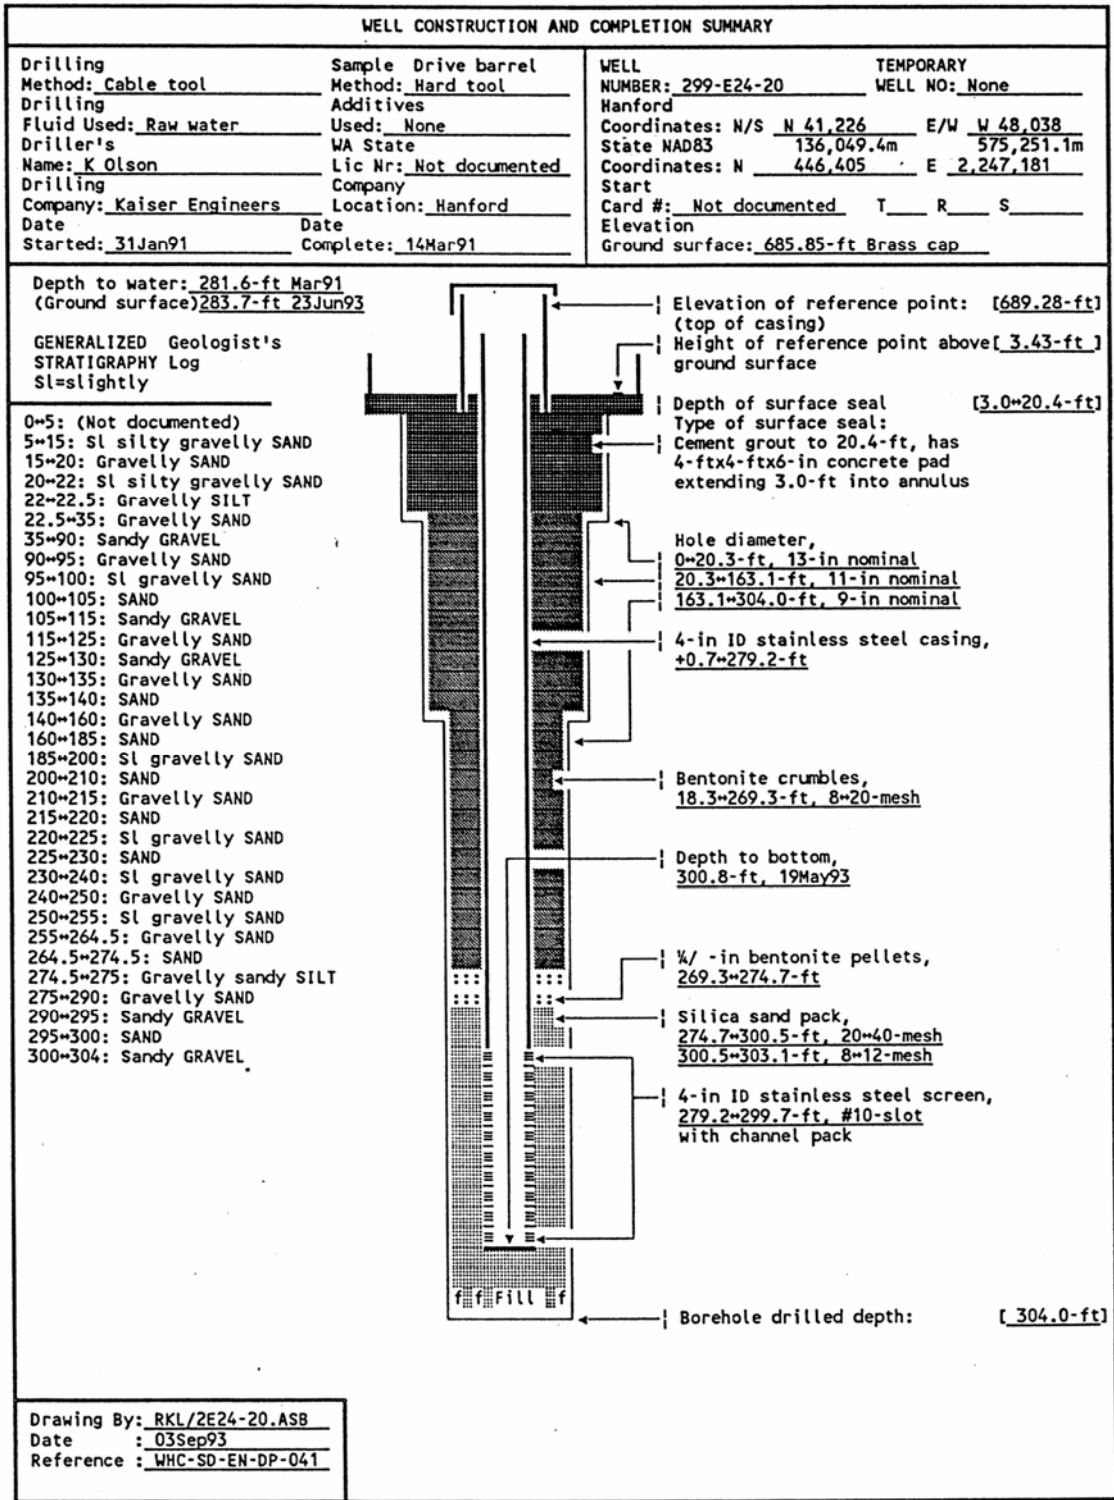 WELL CONSTRUCTION AND COMPLETION SUMMARY
Drilling
Method: Cable tool
Drilling
Fluid Used: Raw water
Driller's
Name: K Olson
Drilling
Company: Kaiser Engineers
Date
Started: 31Jan91
Sample Drive barrel
Method: Hard tool
Additives
Used: None
WA State
Lic Nr: Not documented
Company
Location: Hanford
Date
Complete: 14Mar91
WELL TEMPORARY
NUMBER: 299-E24-20 WELL NO: None
Hanford
Coordinates: N/S N 41,226 E/W W 48,038
State NAD83 136,049.4m 575,251.1m
Coordinates: N 446,405 E 2,247,181
Start
Card #: Not documented T R S
Elevation
Ground surface: 685.85-ft Brass cap
Depth to water: 281.6-ft Mar91
(Ground surface) 283.7-ft 23Jun93
GENERALIZED Geologist's
STRATIGRAPHY Log
Sl=slightly
0↔5: (Not documented)
5↔15: Sl silty gravelly SAND
15↔20: Gravelly SAND
20↔22: Sl silty gravelly SAND
22↔22.5: Gravelly SILT
22.5↔35: Gravelly SAND
35↔90: Sandy GRAVEL
90↔95: Gravelly SAND
95↔100: Sl gravelly SAND
100↔105: SAND
105↔115: Sandy GRAVEL
115↔125: Gravelly SAND
125↔130: Sandy GRAVEL
130↔135: Gravelly SAND
135↔140: SAND
140↔160: Gravelly SAND
160↔185: SAND
185↔200: Sl gravelly SAND
200↔210: SAND
210↔215: Gravelly SAND
215↔220: SAND
220↔225: Sl gravelly SAND
225↔230: SAND
230↔240: Sl gravelly SAND
240↔250: Gravelly SAND
250↔255: Sl gravelly SAND
255↔264.5: Gravelly SAND
264.5↔274.5: SAND
274.5↔275: Gravelly sandy SILT
275↔290: Gravelly SAND
290↔295: Sandy GRAVEL
295↔300: SAND
300↔304: Sandy GRAVEL
Elevation of reference point: [689.28-ft]
(top of casing)
Height of reference point above[ 3.43-ft ]
ground surface
Depth of surface seal [3.0↔20.4-ft]
Type of surface seal:
Cement grout to 20.4-ft, has
4-ftx4-ftx6-in concrete pad
extending 3.0-ft into annulus
Hole diameter,
0↔20.3-ft, 13-in nominal
20.3↔163.1-ft, 11-in nominal
163.1↔304.0-ft, 9-in nominal
4-in ID stainless steel casing,
+0.7↔279.2-ft
Bentonite crumbles,
18.3↔269.3-ft, 8↔20-mesh
Depth to bottom,
300.8-ft, 19May93
¼/ -in bentonite pellets,
269.3↔274.7-ft
Silica sand pack,
274.7↔300.5-ft, 20↔40-mesh
300.5↔303.1-ft, 8↔12-mesh
4-in ID stainless steel screen,
279.2↔299.7-ft, #10-slot
with channel pack
f f Fill f
Borehole drilled depth: [ 304.0-ft]
Drawing By: RKL/2E24-20.ASB
Date : 03Sep93
Reference : WHC-SD-EN-DP-041